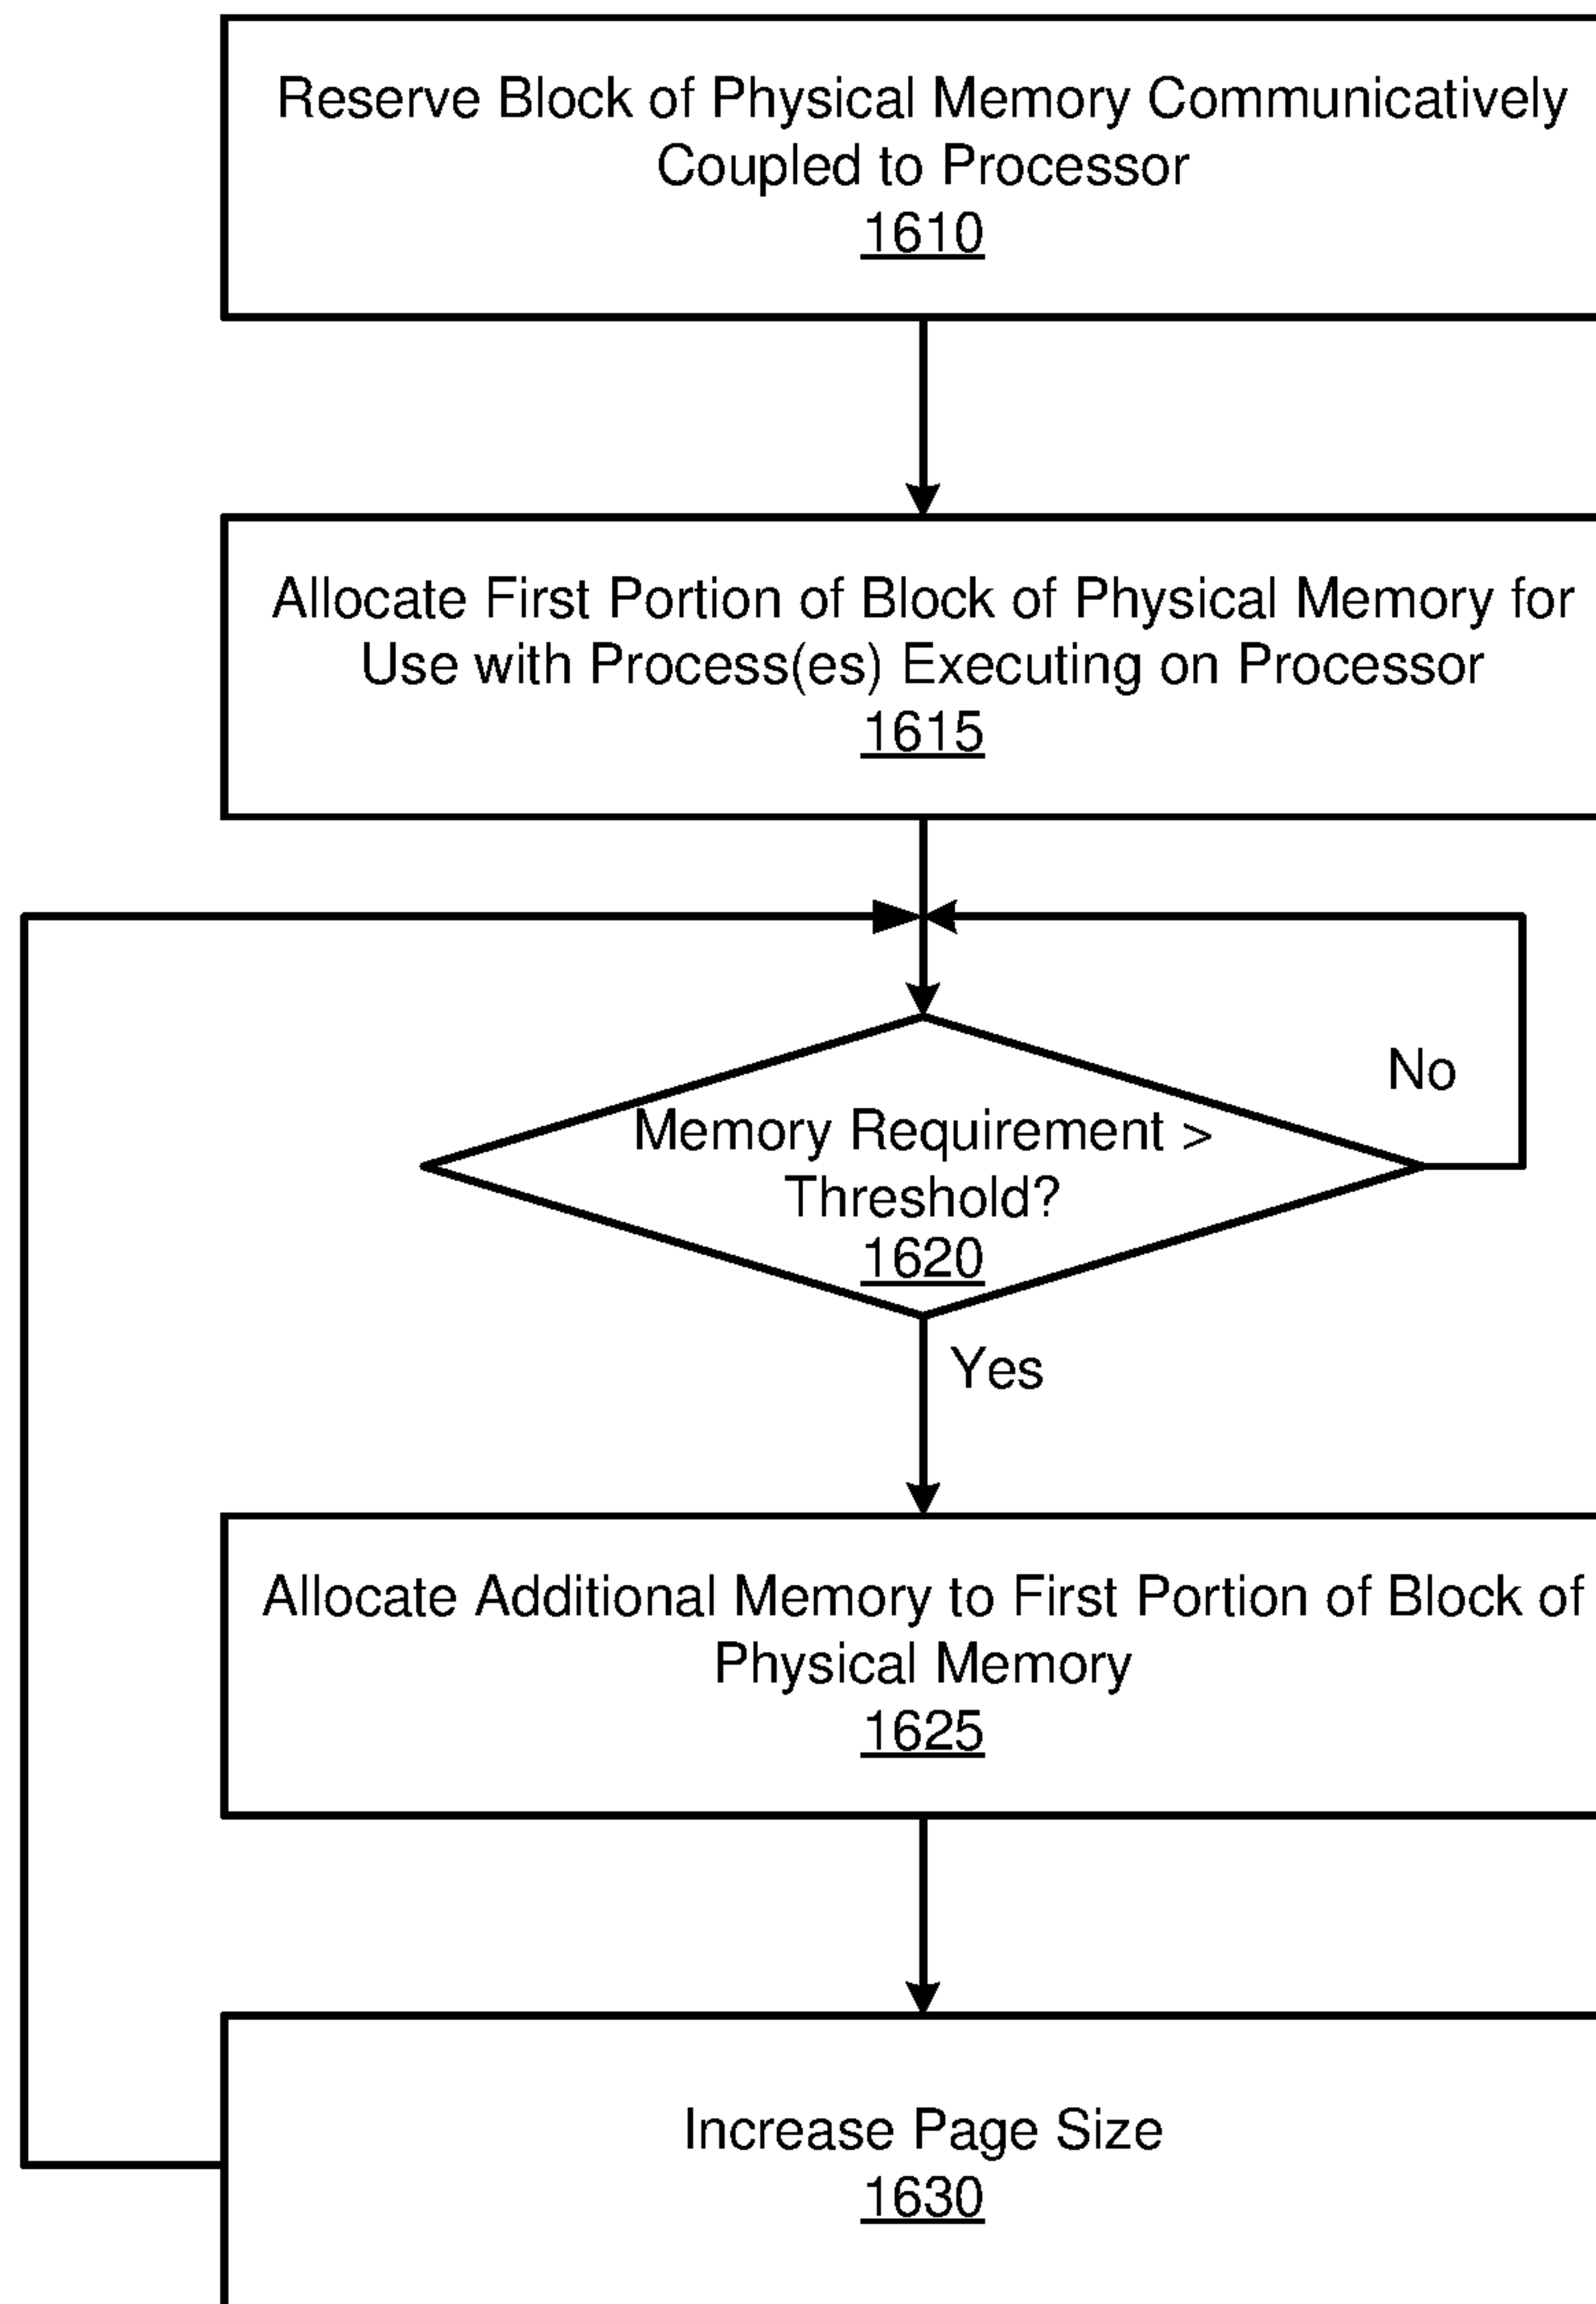 Reserve Block of Physical Memory Communicatively
Coupled to Processor
1610
Allocate First Portion of Block of Physical Memory for
Use with Process(es) Executing on Processor
1615
No
Memory Requirement >
Threshold?
1620
Yes
Allocate Additional Memory to First Portion of Block of
Physical Memory
1625
Increase Page Size
1630